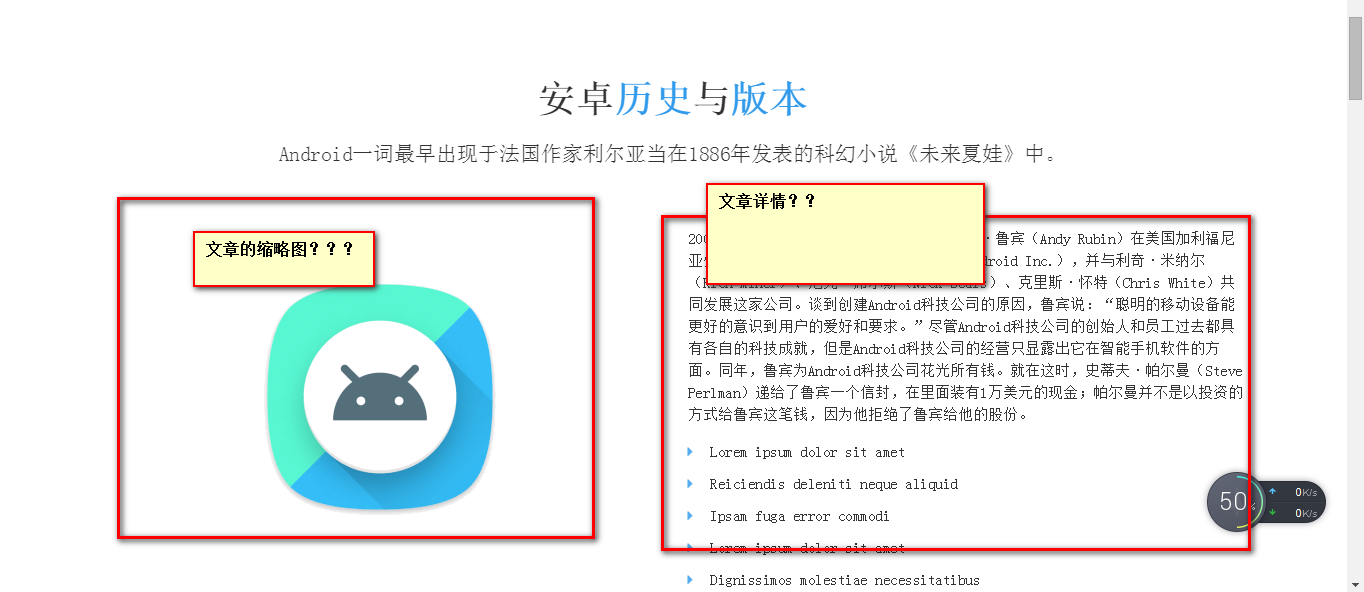 安卓历史与版本
Android一词最早出现于法国作家利尔亚当在1886年发表的科幻小说《未来夏娃》中。
文章的缩略图？？？
文章详情？？
·鲁宾（Andy Rubin）在美国加利福尼
Inc.），并与利奇·米纳尔
、克里斯·怀特（Chris White）共
同发展这家公司。谈到创建Android科技公司的原因，鲁宾说：“聪明的移动设备能
更好的意识到用户的爱好和要求。”尽管Android科技公司的创始人和员工过去都具
有各自的科技成就，但是Android科技公司的经营只显露出它在智能手机软件的方
面。同年，鲁宾为Android科技公司花光所有钱。就在这时，史蒂夫·帕尔曼（Steve
Perlman）递给了鲁宾一个信封，在里面装有1万美元的现金；帕尔曼并不是以投资的
方式给鲁宾这笔钱，因为他拒绝了鲁宾给他的股份。
Lorem ipsum dolor sit amet
Reiciendis deleniti neque aliquid
Ipsam fuga error commodi
Lorem ipsum dolor sit amet
Dignissimos molestiae necessitatibus
50%
0K/s
0K/s